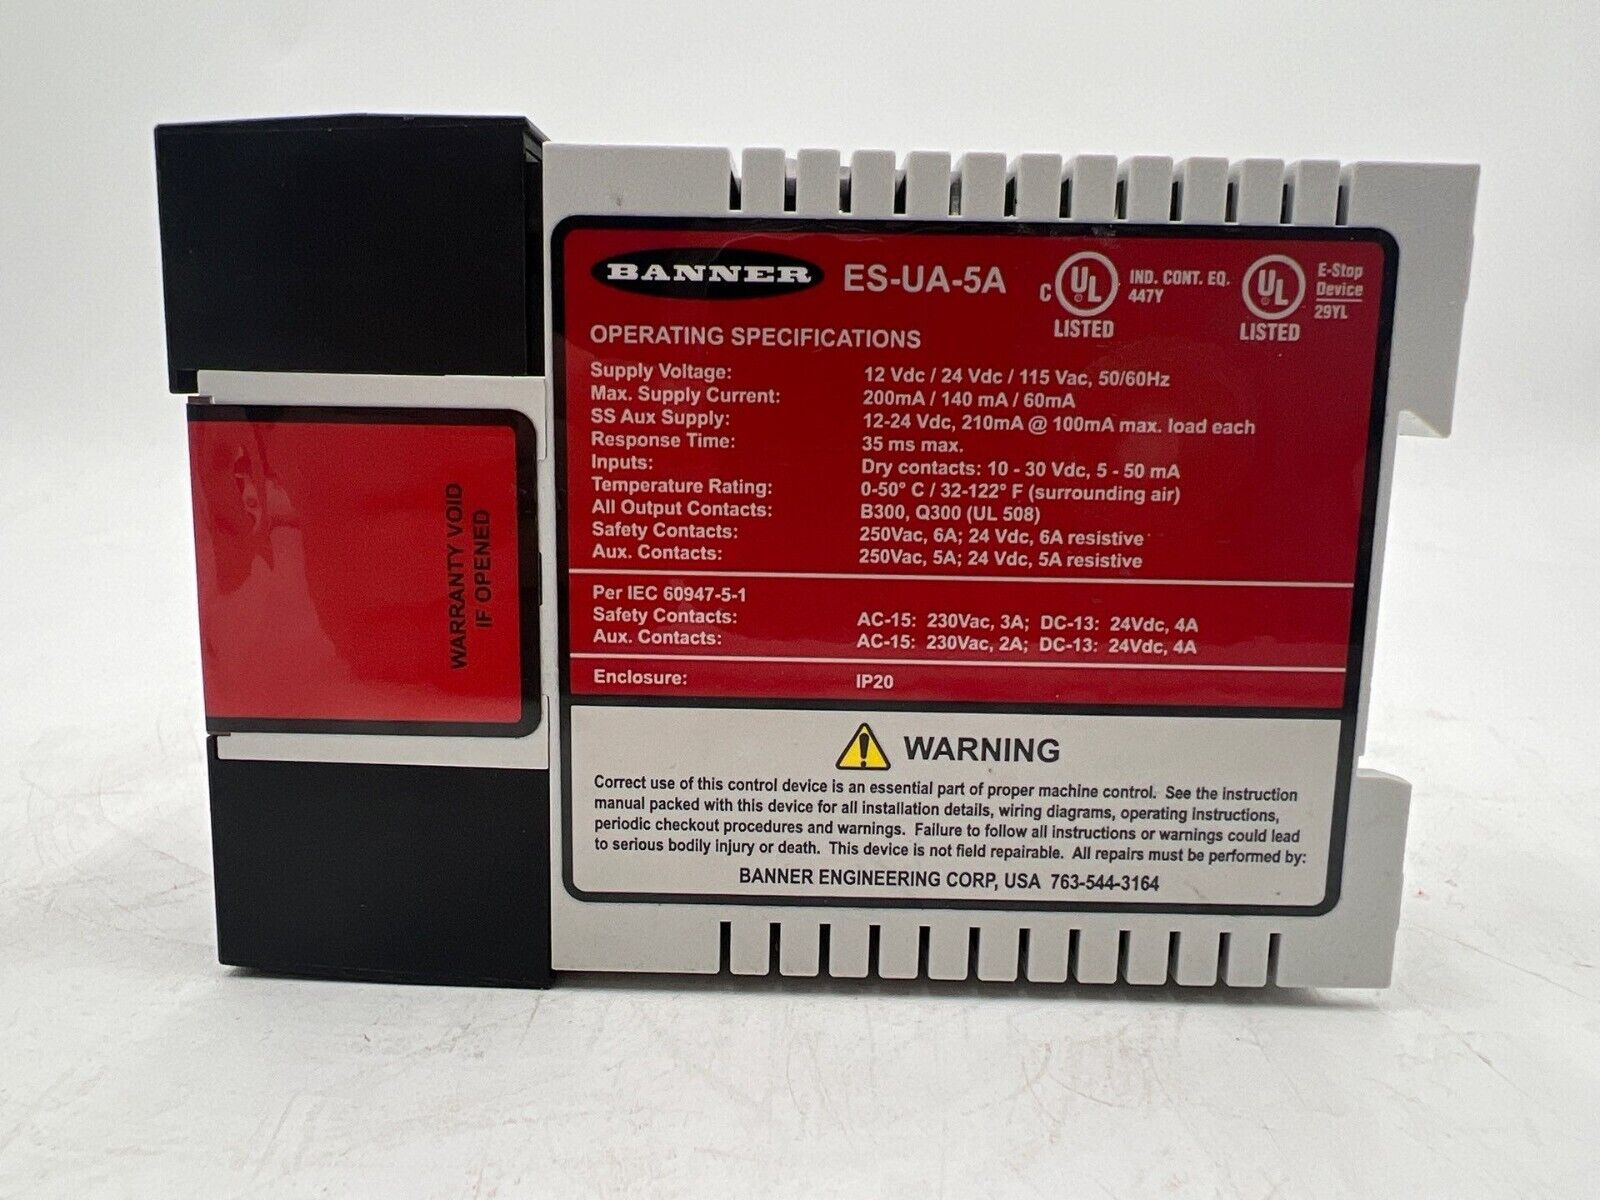 BANNER ES-UA-5A
C UL LISTED IND. CONT. EQ. 447Y
UL LISTED E-Stop Device 29YL
OPERATING SPECIFICATIONS
Supply Voltage: 12 Vdc / 24 Vdc / 115 Vac, 50/60Hz
Max. Supply Current: 200mA / 140 mA / 60mA
SS Aux Supply: 12-24 Vdc, 210mA @ 100mA max. load each
Response Time: 35 ms max.
Inputs: Dry contacts: 10 - 30 Vdc, 5 - 50 mA
Temperature Rating: 0-50° C / 32-122° F (surrounding air)
All Output Contacts: B300, Q300 (UL 508)
Safety Contacts: 250Vac, 6A; 24 Vdc, 6A resistive
Aux. Contacts: 250Vac, 5A; 24 Vdc, 5A resistive
Per IEC 60947-5-1
Safety Contacts: AC-15: 230Vac, 3A; DC-13: 24Vdc, 4A
Aux. Contacts: AC-15: 230Vac, 2A; DC-13: 24Vdc, 4A
Enclosure: IP20
WARNING
Correct use of this control device is an essential part of proper machine control. See the instruction
manual packed with this device for all installation details, wiring diagrams, operating instructions,
periodic checkout procedures and warnings. Failure to follow all instructions or warnings could lead
to serious bodily injury or death. This device is not field repairable. All repairs must be performed by:
BANNER ENGINEERING CORP, USA 763-544-3164
WARRANTY VOID
IF OPENED